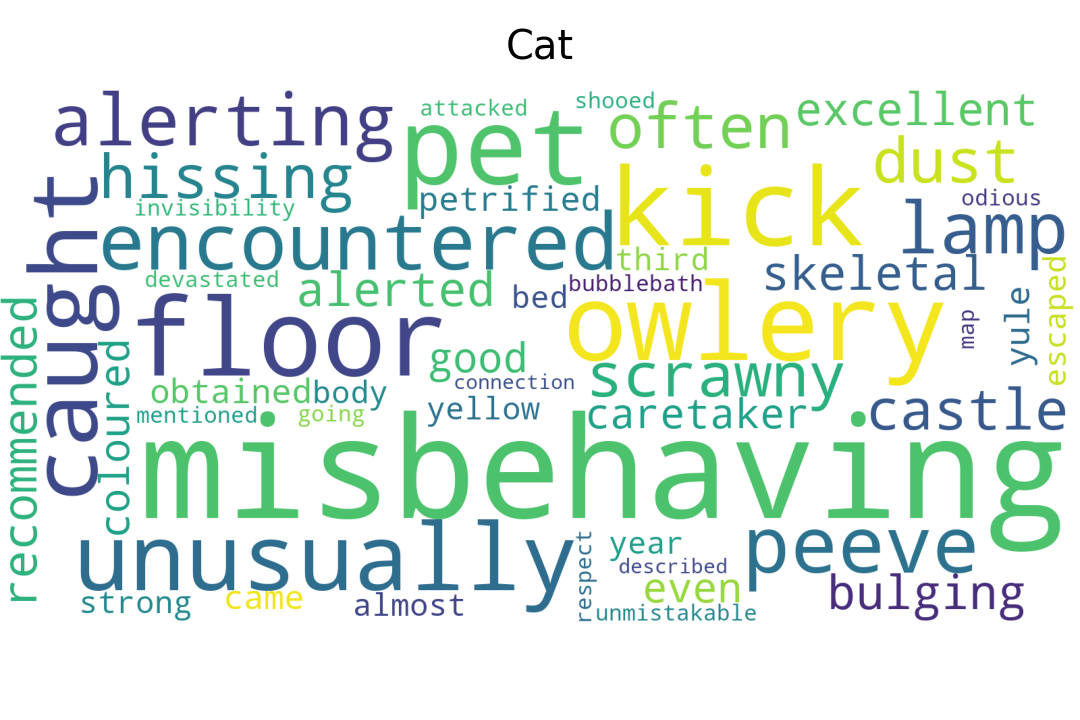 Cat
attacked
shooed
excellent
alerting
pet
often
dust
hissing
kick
petrified
odious
invisibility
lamp
caught
encountered
third
skeletal
devastated
alerted
bubblebath
bed
owlery
escaped
floor
map
yule
recommended
good
connection
scrawny
coloured
obtained
body
mentioned
going
yellow
caretaker
castle
misbehaving
unusually
respect
year
peeve
described
even
bulging
strong
came
almost
unmistakable